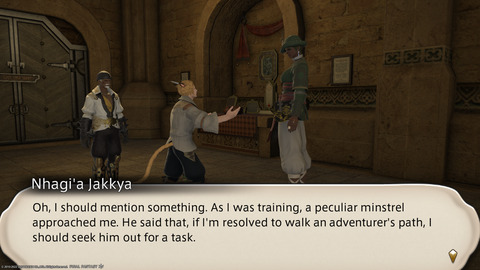 Nhagi'a Jakkya
Oh, I should mention something. As I was training, a peculiar minstrel
approached me. He said that, if I'm resolved to walk an adventurer's path, I
should seek him out for a task.